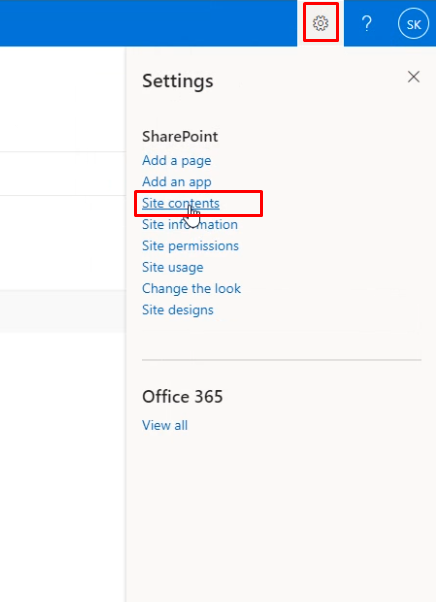 ?
SK
Settings
SharePoint
Add a page
Add an app
Site contents
Site information
Site permissions
Site usage
Change the look
Site designs
Office 365
View all